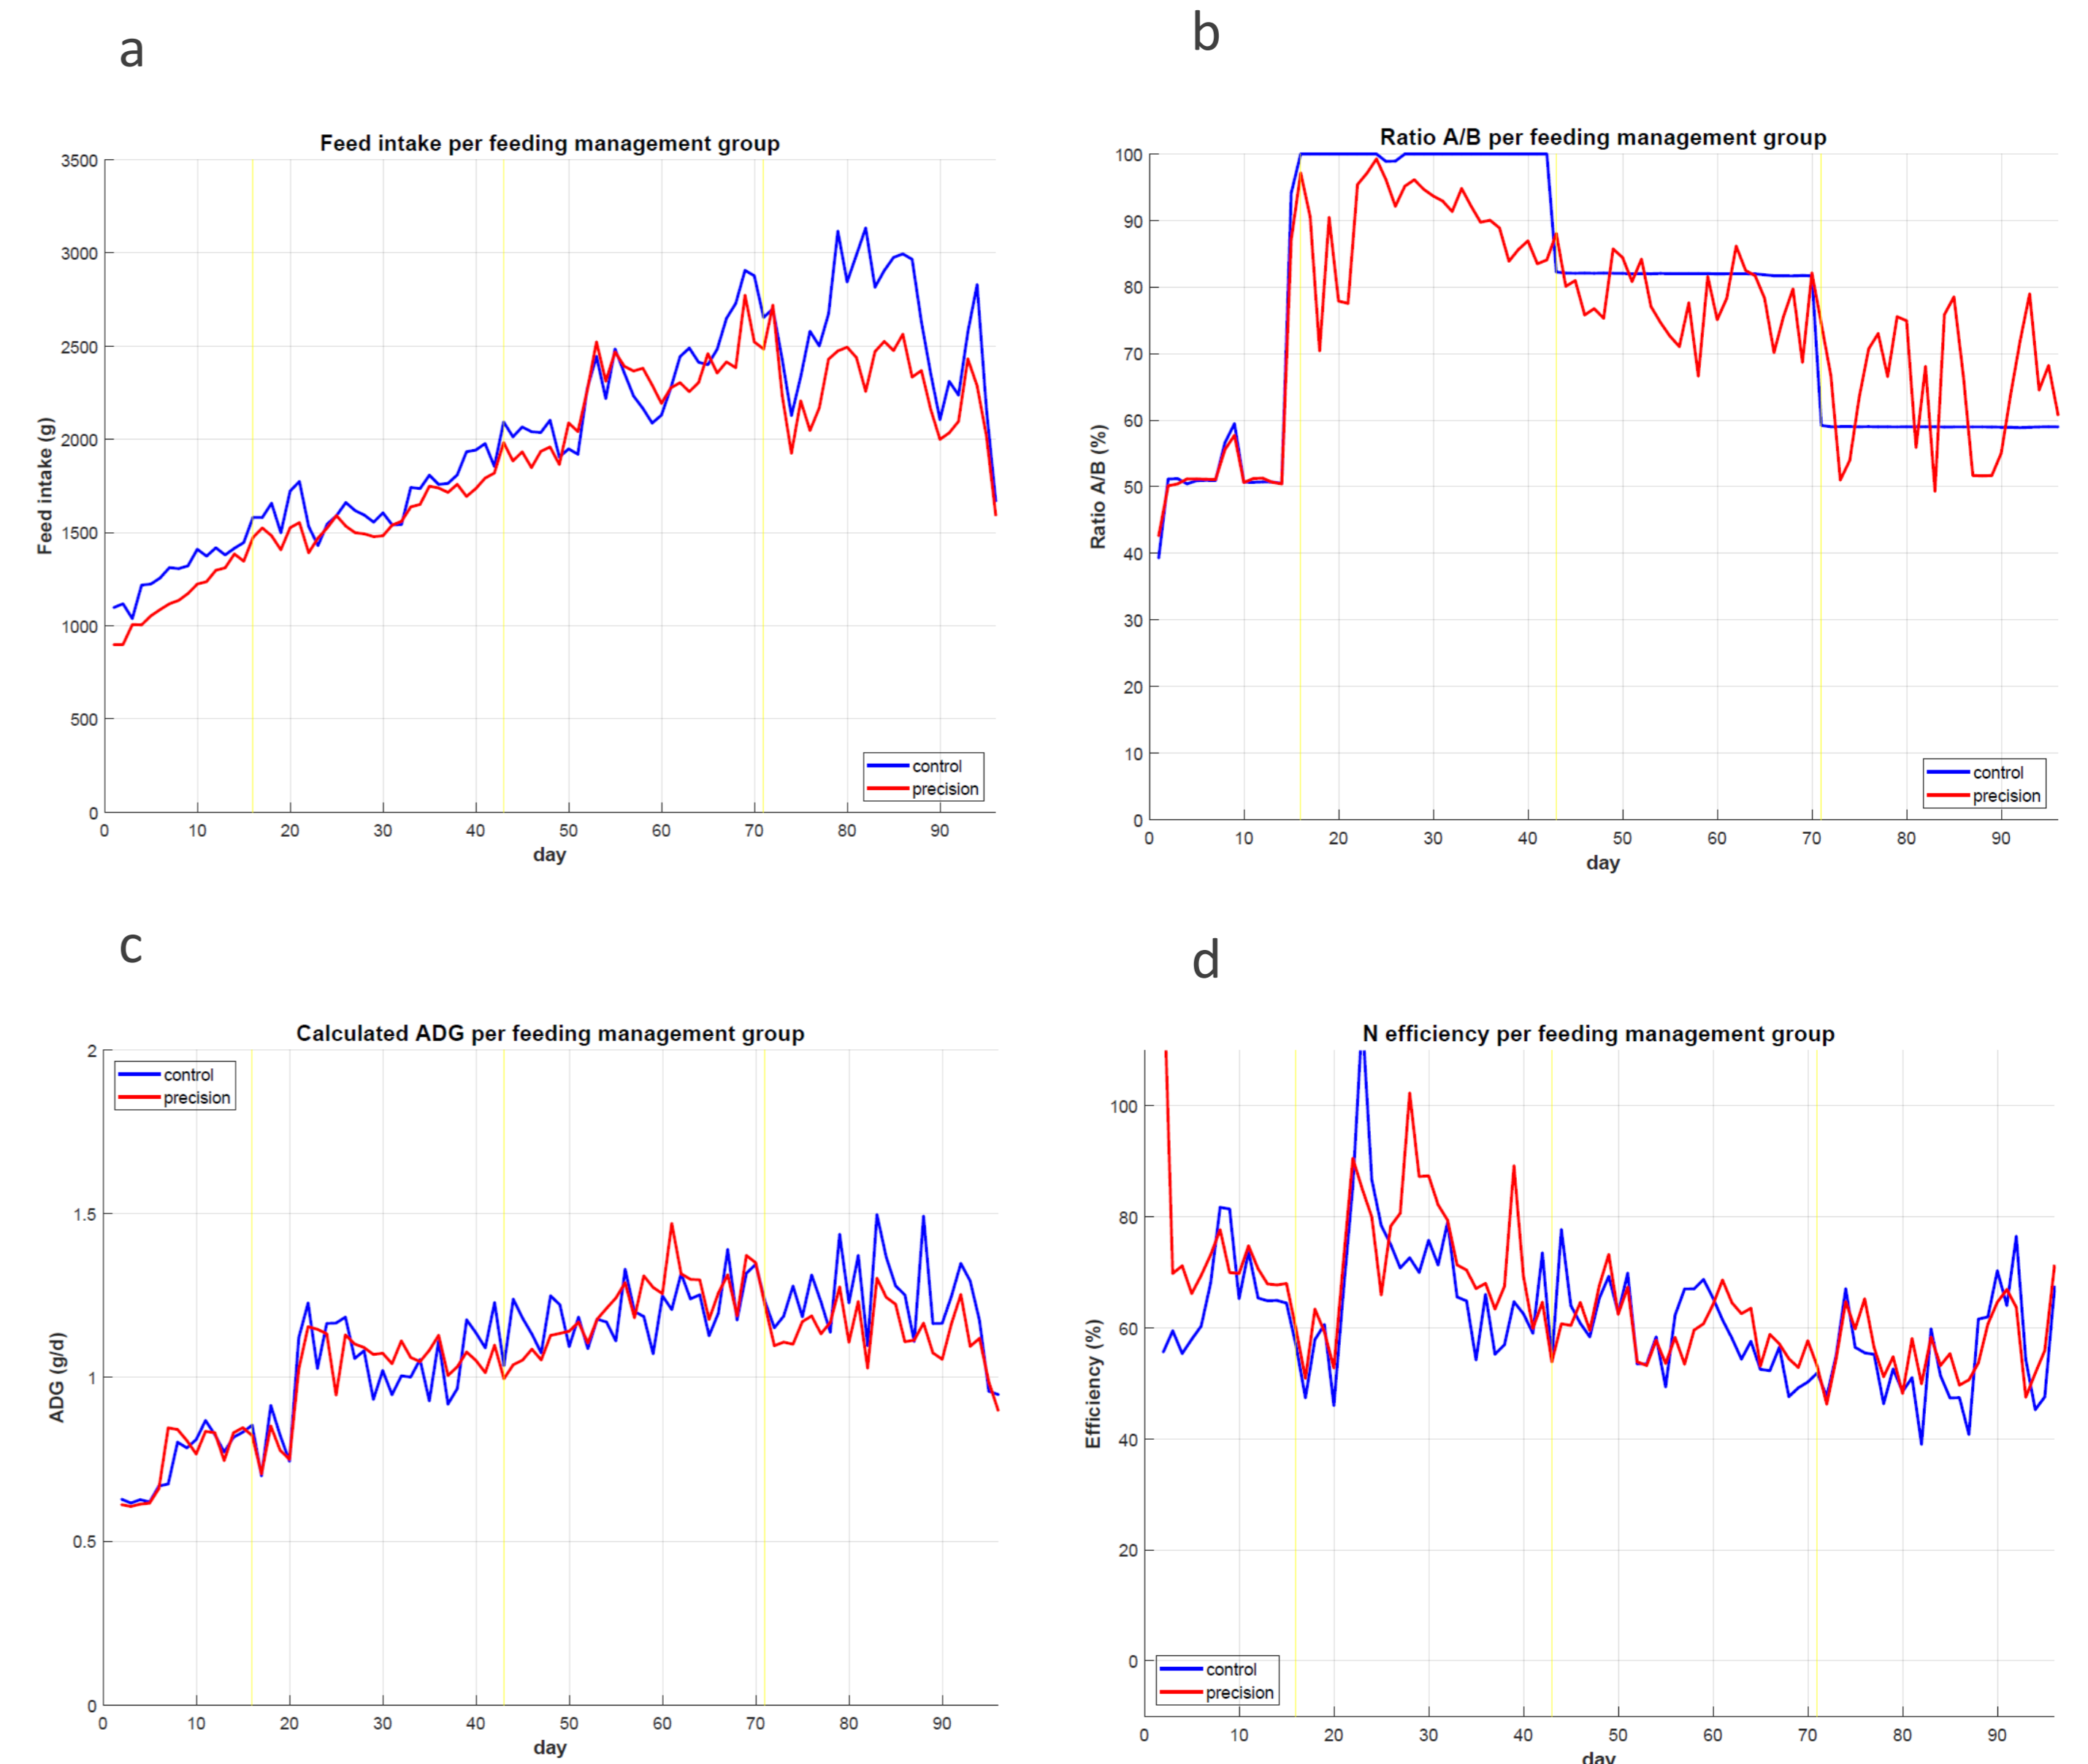 a
Feed intake per feeding management group
3500
3000
2500
2000
1500
1000
500
0
Feed intake (g)
0 10 20 30 40 50 60 70 80 90
day
control
precision
b
Ratio A/B per feeding management group
100
90
80
70
60
50
40
30
20
10
0
Ratio A/B (%)
0 10 20 30 40 50 60 70 80 90
day
control
precision
c
Calculated ADG per feeding management group
2
1.5
1
0.5
0
ADG (g/d)
0 10 20 30 40 50 60 70 80 90
day
control
precision
d
N efficiency per feeding management group
100
80
60
40
20
0
Efficiency (%)
0 10 20 30 40 50 60 70 80 90
day
control
precision